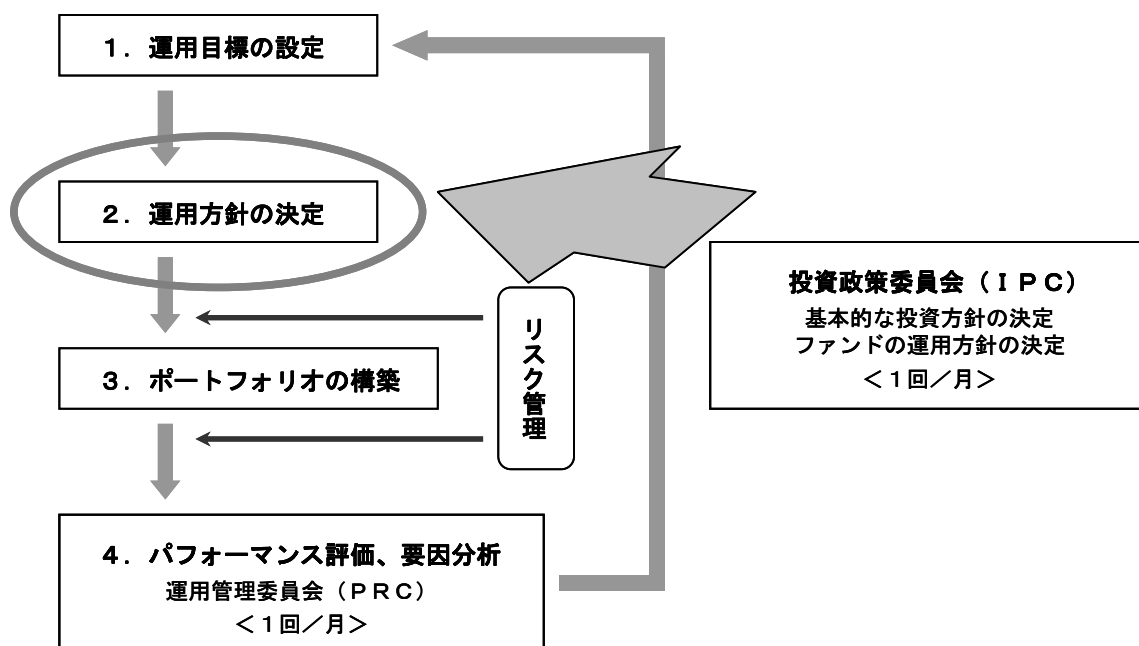 １．運用目標の設定
２．運用方針の決定
投資政策委員会（ＩＰＣ）
基本的な投資方針の決定
ファンドの運用方針の決定
＜１回／月＞
リスク管理
３．ポートフォリオの構築
４．パフォーマンス評価、要因分析
運用管理委員会（ＰＲＣ）
＜１回／月＞